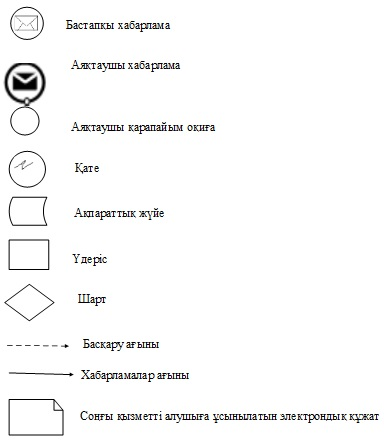 Бастапқы хабарлама
Аяқтаушы хабарлама
Аяқтаушы қарапайым оқиға
Қате
Ақпараттық жүйе
Үдеріс
Шарт
Басқару ағыны
Хабарламалар ағыны
Соңғы қызметті алушыға ұсынылатын электрондық құжат